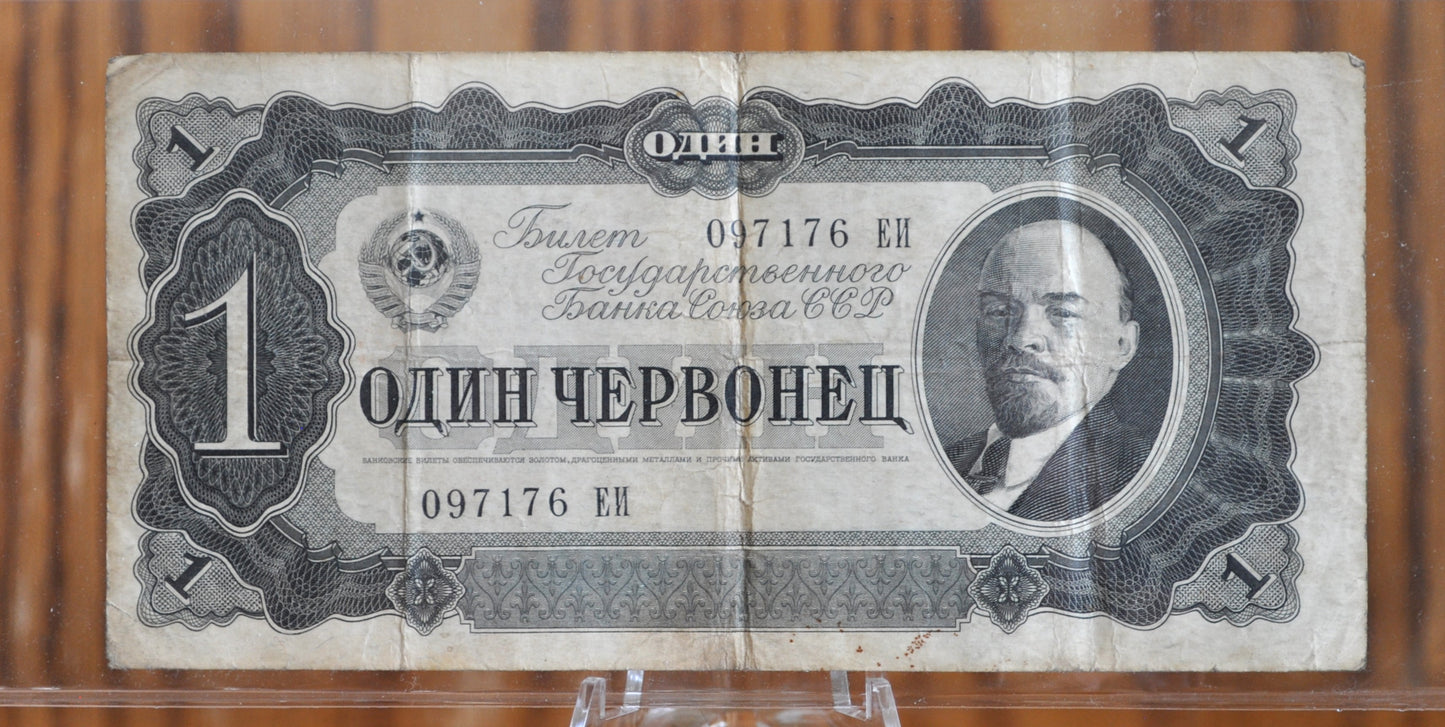 1 ОДИН 1
Билет 097176 ЕИ
Государственного
Банка Союза ССР
1
ОДИН
ОДИН ЧЕРВОНЕЦ
БАНКОВСКИЕ БИЛЕТЫ ОБЕСПЕЧИВАЮТСЯ ЗОЛОТОМ, ДРАГОЦЕННЫМИ МЕТАЛЛАМИ И ПРОЧИМИ АКТИВАМИ ГОСУДАРСТВЕННОГО БАНКА
097176 ЕИ
1 1